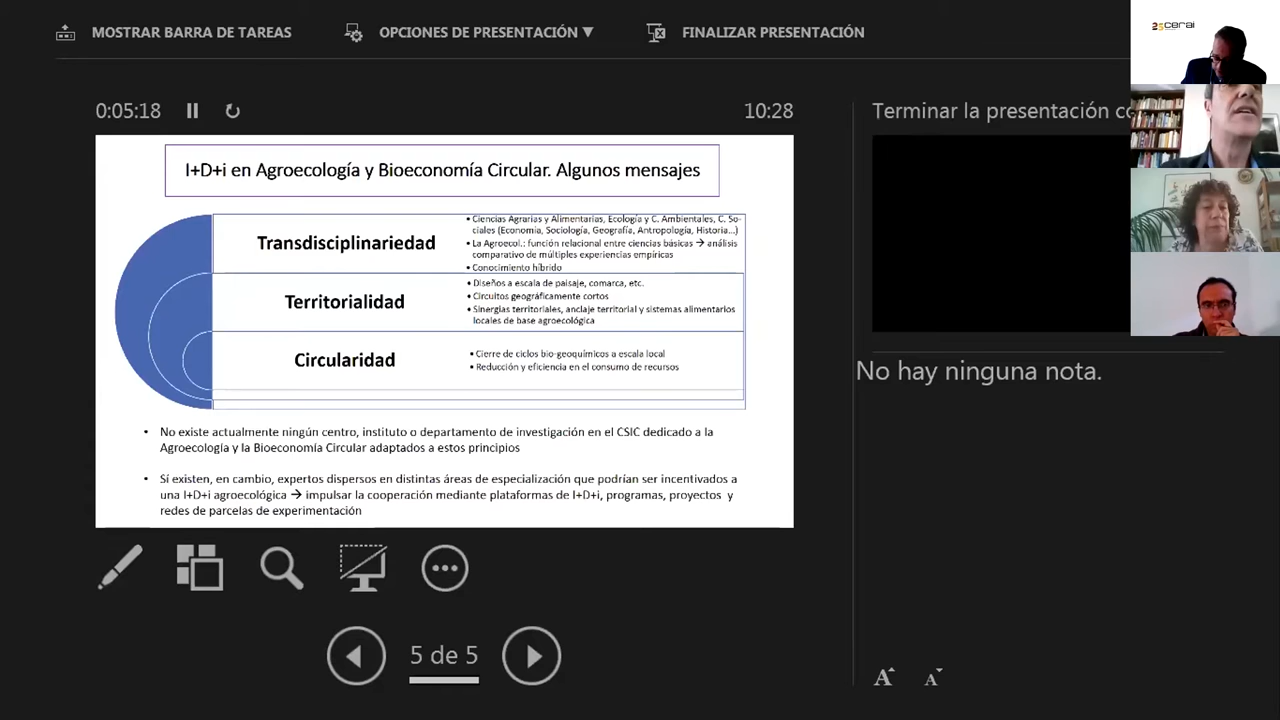 MOSTRAR BARRA DE TAREAS
OPCIONES DE PRESENTACIÓN ▼
FINALIZAR PRESENTACIÓN
25 cerai
0:05:18
10:28
Terminar la presentación
I+D+i en Agroecología y Bioeconomía Circular. Algunos mensajes
Transdisciplinariedad
• Ciencias Agrarias y Alimentarias, Ecología y C. Ambientales, C. So-
ciales (Economía, Sociología, Geografía, Antropología, Historia...)
• La Agroecol.: función relacional entre ciencias básicas → análisis
comparativo de múltiples experiencias empíricas
• Conocimiento híbrido
Territorialidad
• Diseños a escala de paisaje, comarca, etc.
• Circuitos geográficamente cortos
• Sinergias territoriales, anclaje territorial y sistemas alimentarios
locales de base agroecológica
Circularidad
• Cierre de ciclos bio-geoquímicos a escala local
• Reducción y eficiencia en el consumo de recursos
• No existe actualmente ningún centro, instituto o departamento de investigación en el CSIC dedicado a la
Agroecología y la Bioeconomía Circular adaptados a estos principios
• Sí existen, en cambio, expertos dispersos en distintas áreas de especialización que podrían ser incentivados a
una I+D+i agroecológica → impulsar la cooperación mediante plataformas de I+D+i, programas, proyectos y
redes de parcelas de experimentación
No hay ninguna nota.
5 de 5
A A